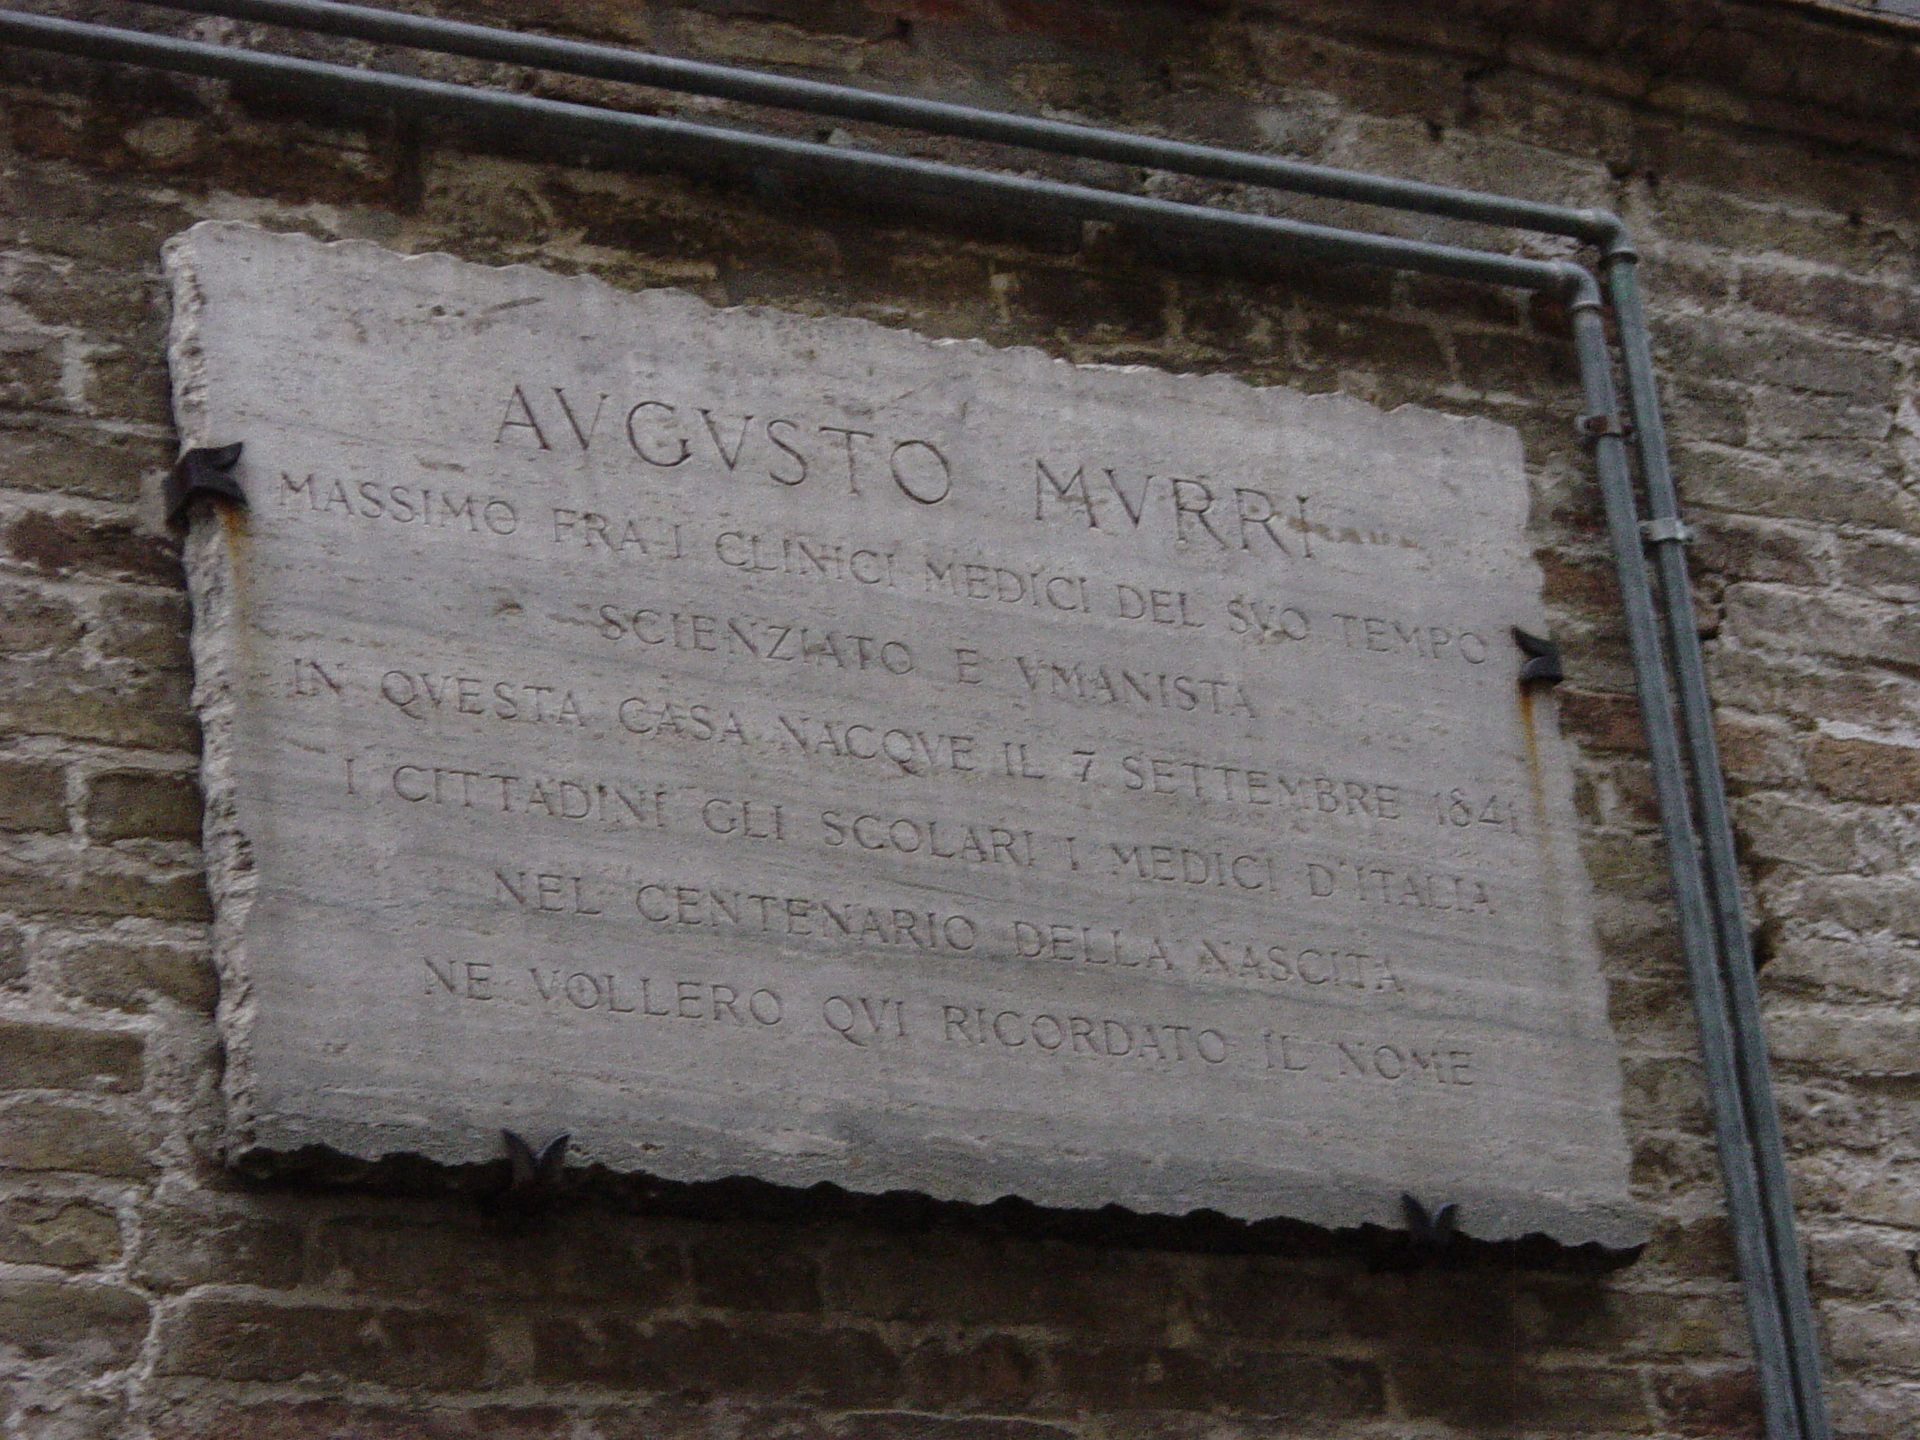 AVGVSTO MVRRI
MASSIMO FRA I CLINICI MEDICI DEL SVO TEMPO
SCIENZIATO E VMANISTA
IN QVESTA CASA NACQVE IL 7 SETTEMBRE 1841
I CITTADINI GLI SCOLARI I MEDICI D'ITALIA
NEL CENTENARIO DELLA NASCITA
NE VOLLERO QVI RICORDATO IL NOME